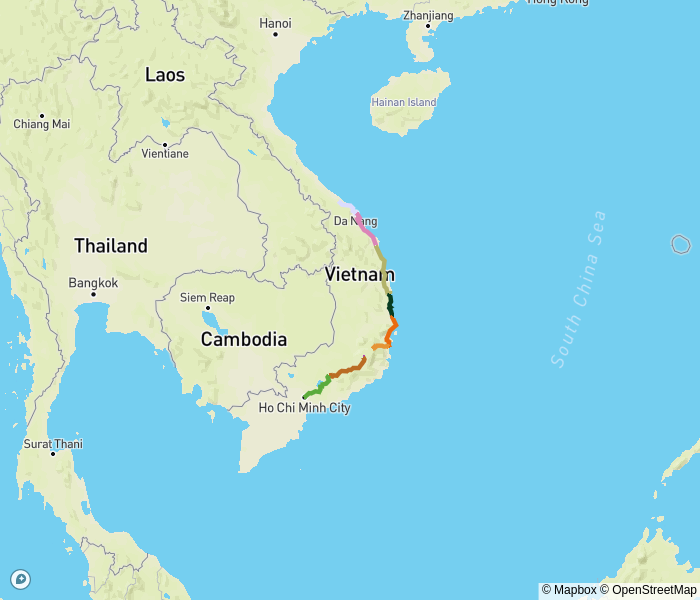 Hong Kong
Zhanjiang
Hanoi
Laos
Hainan Island
Chiang Mai
Vientiane
Da Nang
South China Sea
Thailand
Vietnam
Bangkok
Siem Reap
Cambodia
Ho Chi Minh City
Surat Thani
© Mapbox © OpenStreetMap